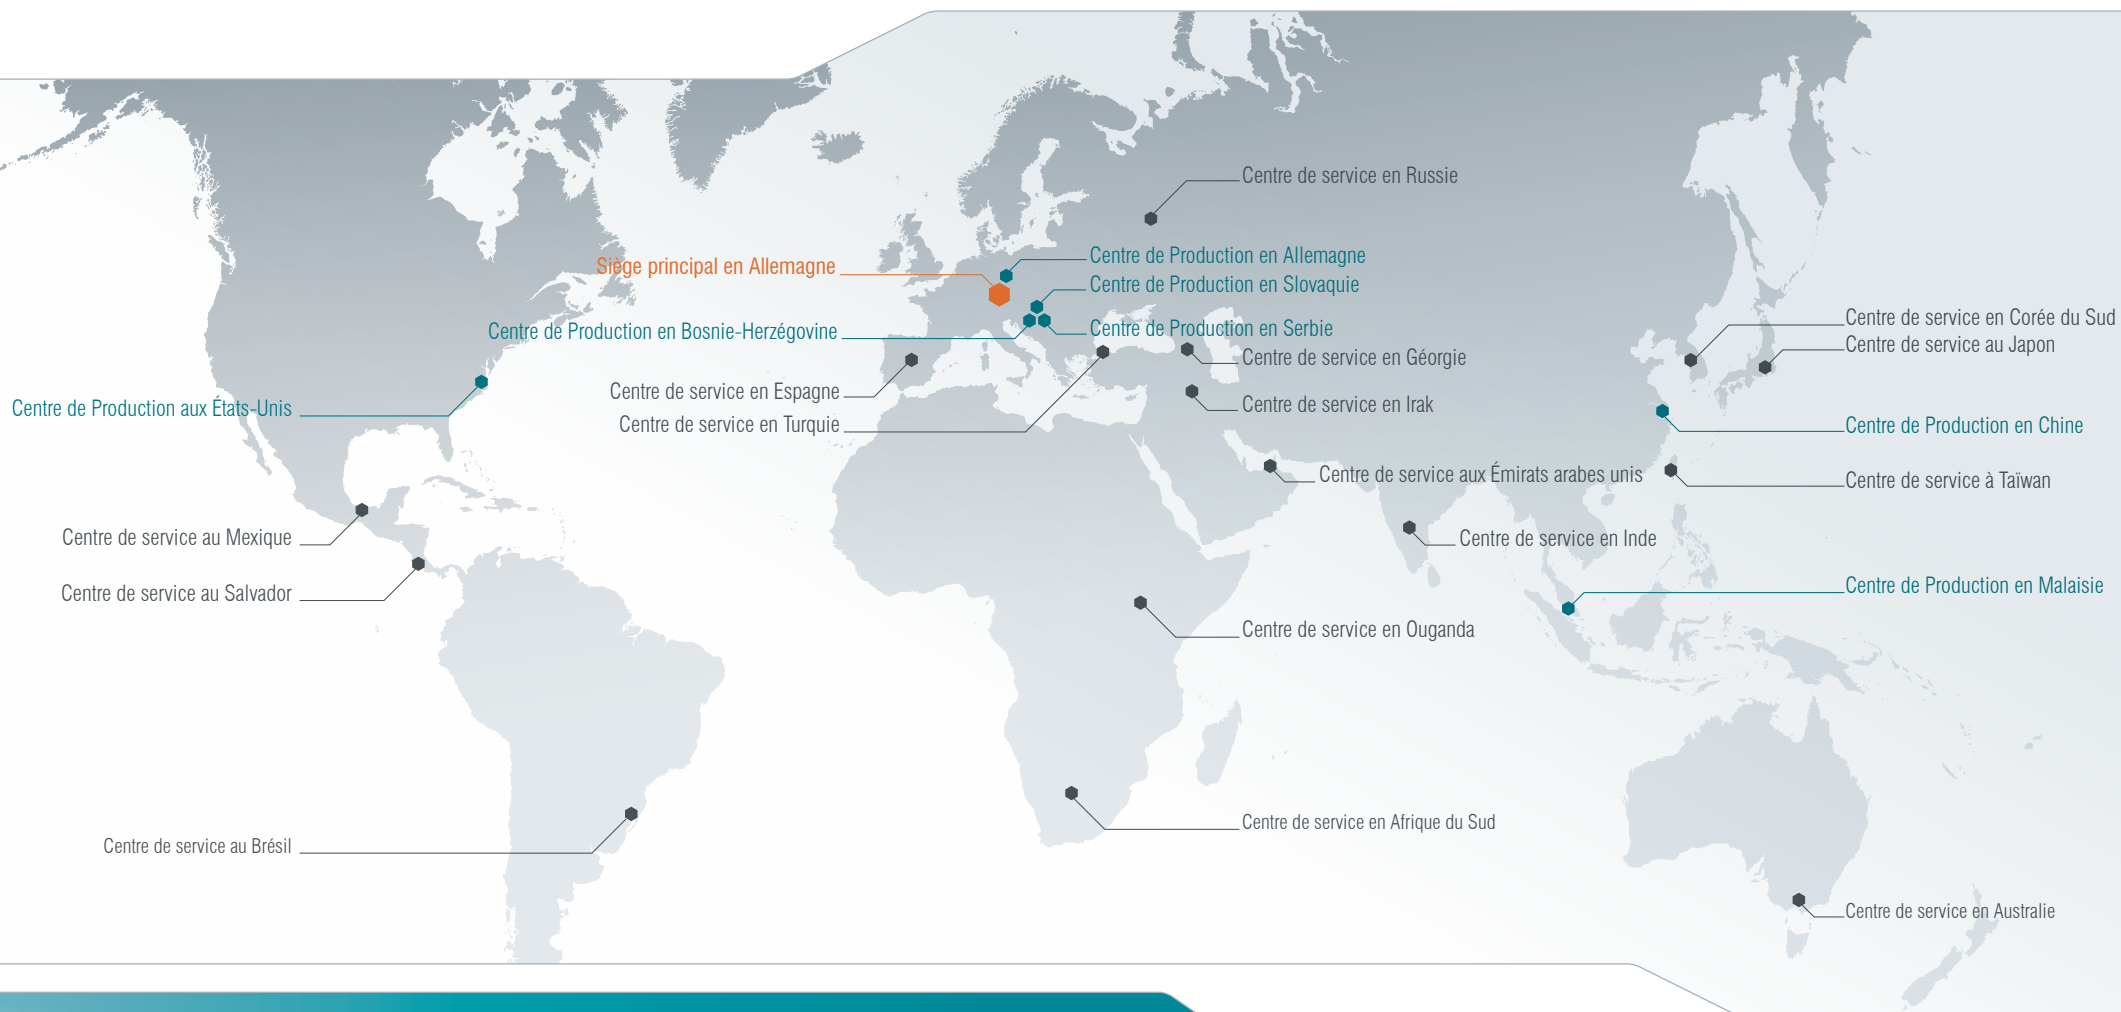 Centre de service en Russie
Centre de Production en Allemagne
Siège principal en Allemagne
Centre de Production en Slovaquie
Centre de Production en Bosnie-Herzégovine
Centre de Production en Serbie
Centre de service en Corée du Sud
Centre de service au Japon
Centre de service en Géorgie
Centre de service en Espagne
Centre de service en Irak
Centre de Production aux États-Unis
Centre de service en Turquie
Centre de Production en Chine
Centre de service aux Émirats arabes unis
Centre de service à Taïwan
Centre de service au Mexique
Centre de service en Inde
Centre de service au Salvador
Centre de Production en Malaisie
Centre de service en Ouganda
Centre de service en Afrique du Sud
Centre de service au Brésil
Centre de service en Australie